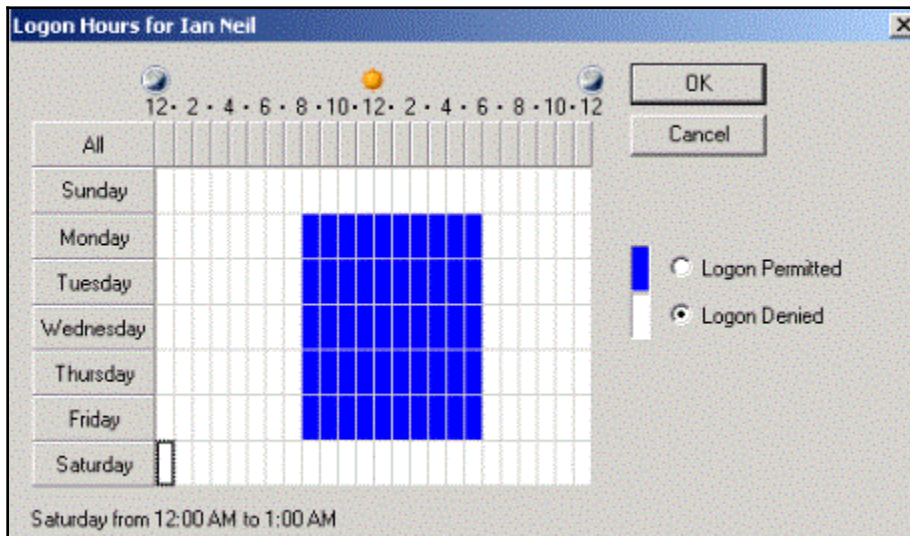 Logon Hours for Ian Neil
12 · 2 · 4 · 6 · 8 · 10 · 12 · 2 · 4 · 6 · 8 · 10 · 12
OK
Cancel
All
Sunday
Monday
Tuesday
Wednesday
Thursday
Friday
Saturday
Logon Permitted
Logon Denied
Saturday from 12:00 AM to 1:00 AM